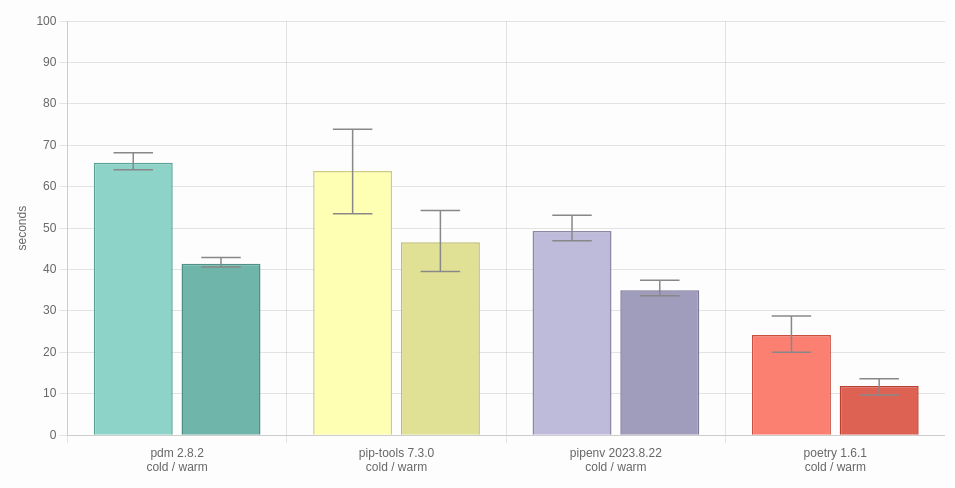 100
90
80
70
60
50
40
30
20
10
0
seconds
pdm 2.8.2
cold / warm
pip-tools 7.3.0
cold / warm
pipenv 2023.8.22
cold / warm
poetry 1.6.1
cold / warm